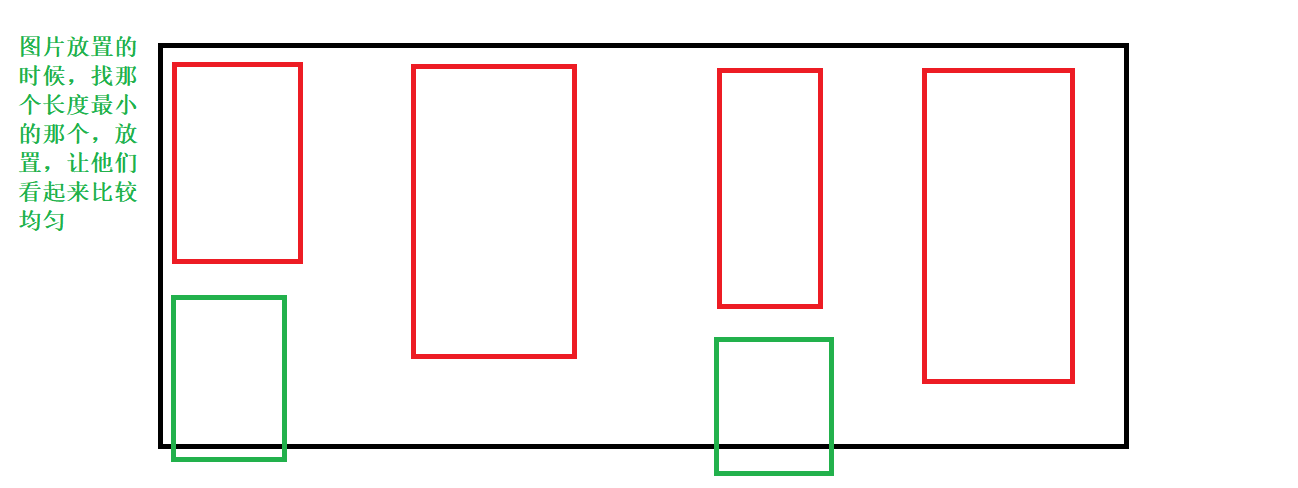 图片放置的
时候，找那
个长度最小
的那个，放
置，让他们
看起来比较
均匀